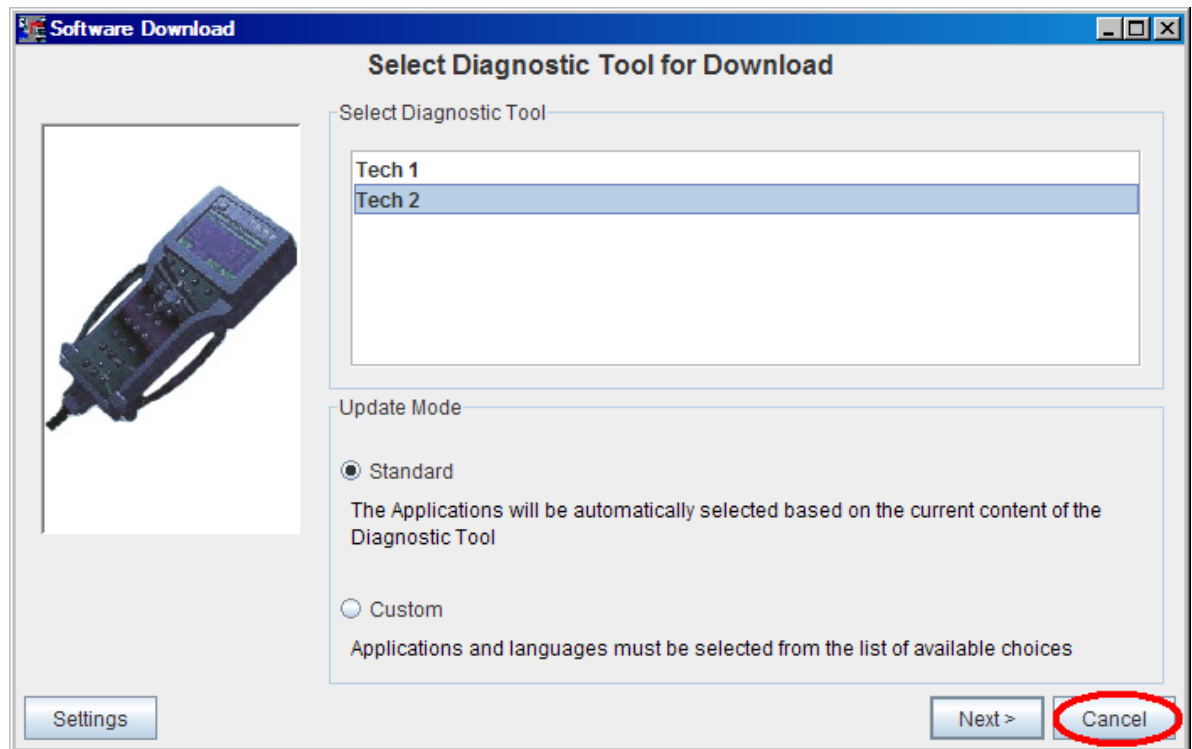 Software Download
Select Diagnostic Tool for Download
Select Diagnostic Tool
Tech 1
Tech 2
Update Mode
Standard
The Applications will be automatically selected based on the current content of the
Diagnostic Tool
Custom
Applications and languages must be selected from the list of available choices
Settings
Next >
Cancel